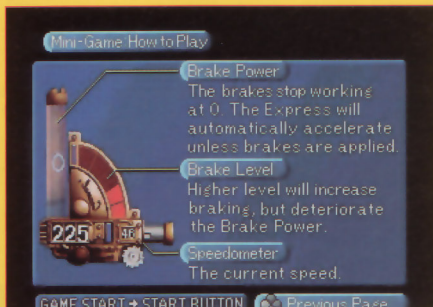 Mini-Game How to Play
Brake Power
The brakes stop working
at 0. The Express will
automatically accelerate
unless brakes are applied.
Brake Level
Higher level will increase
braking, but deteriorate
the Brake Power.
225
Speedometer
The current speed.
GAME START → START BUTTON
Previous Page